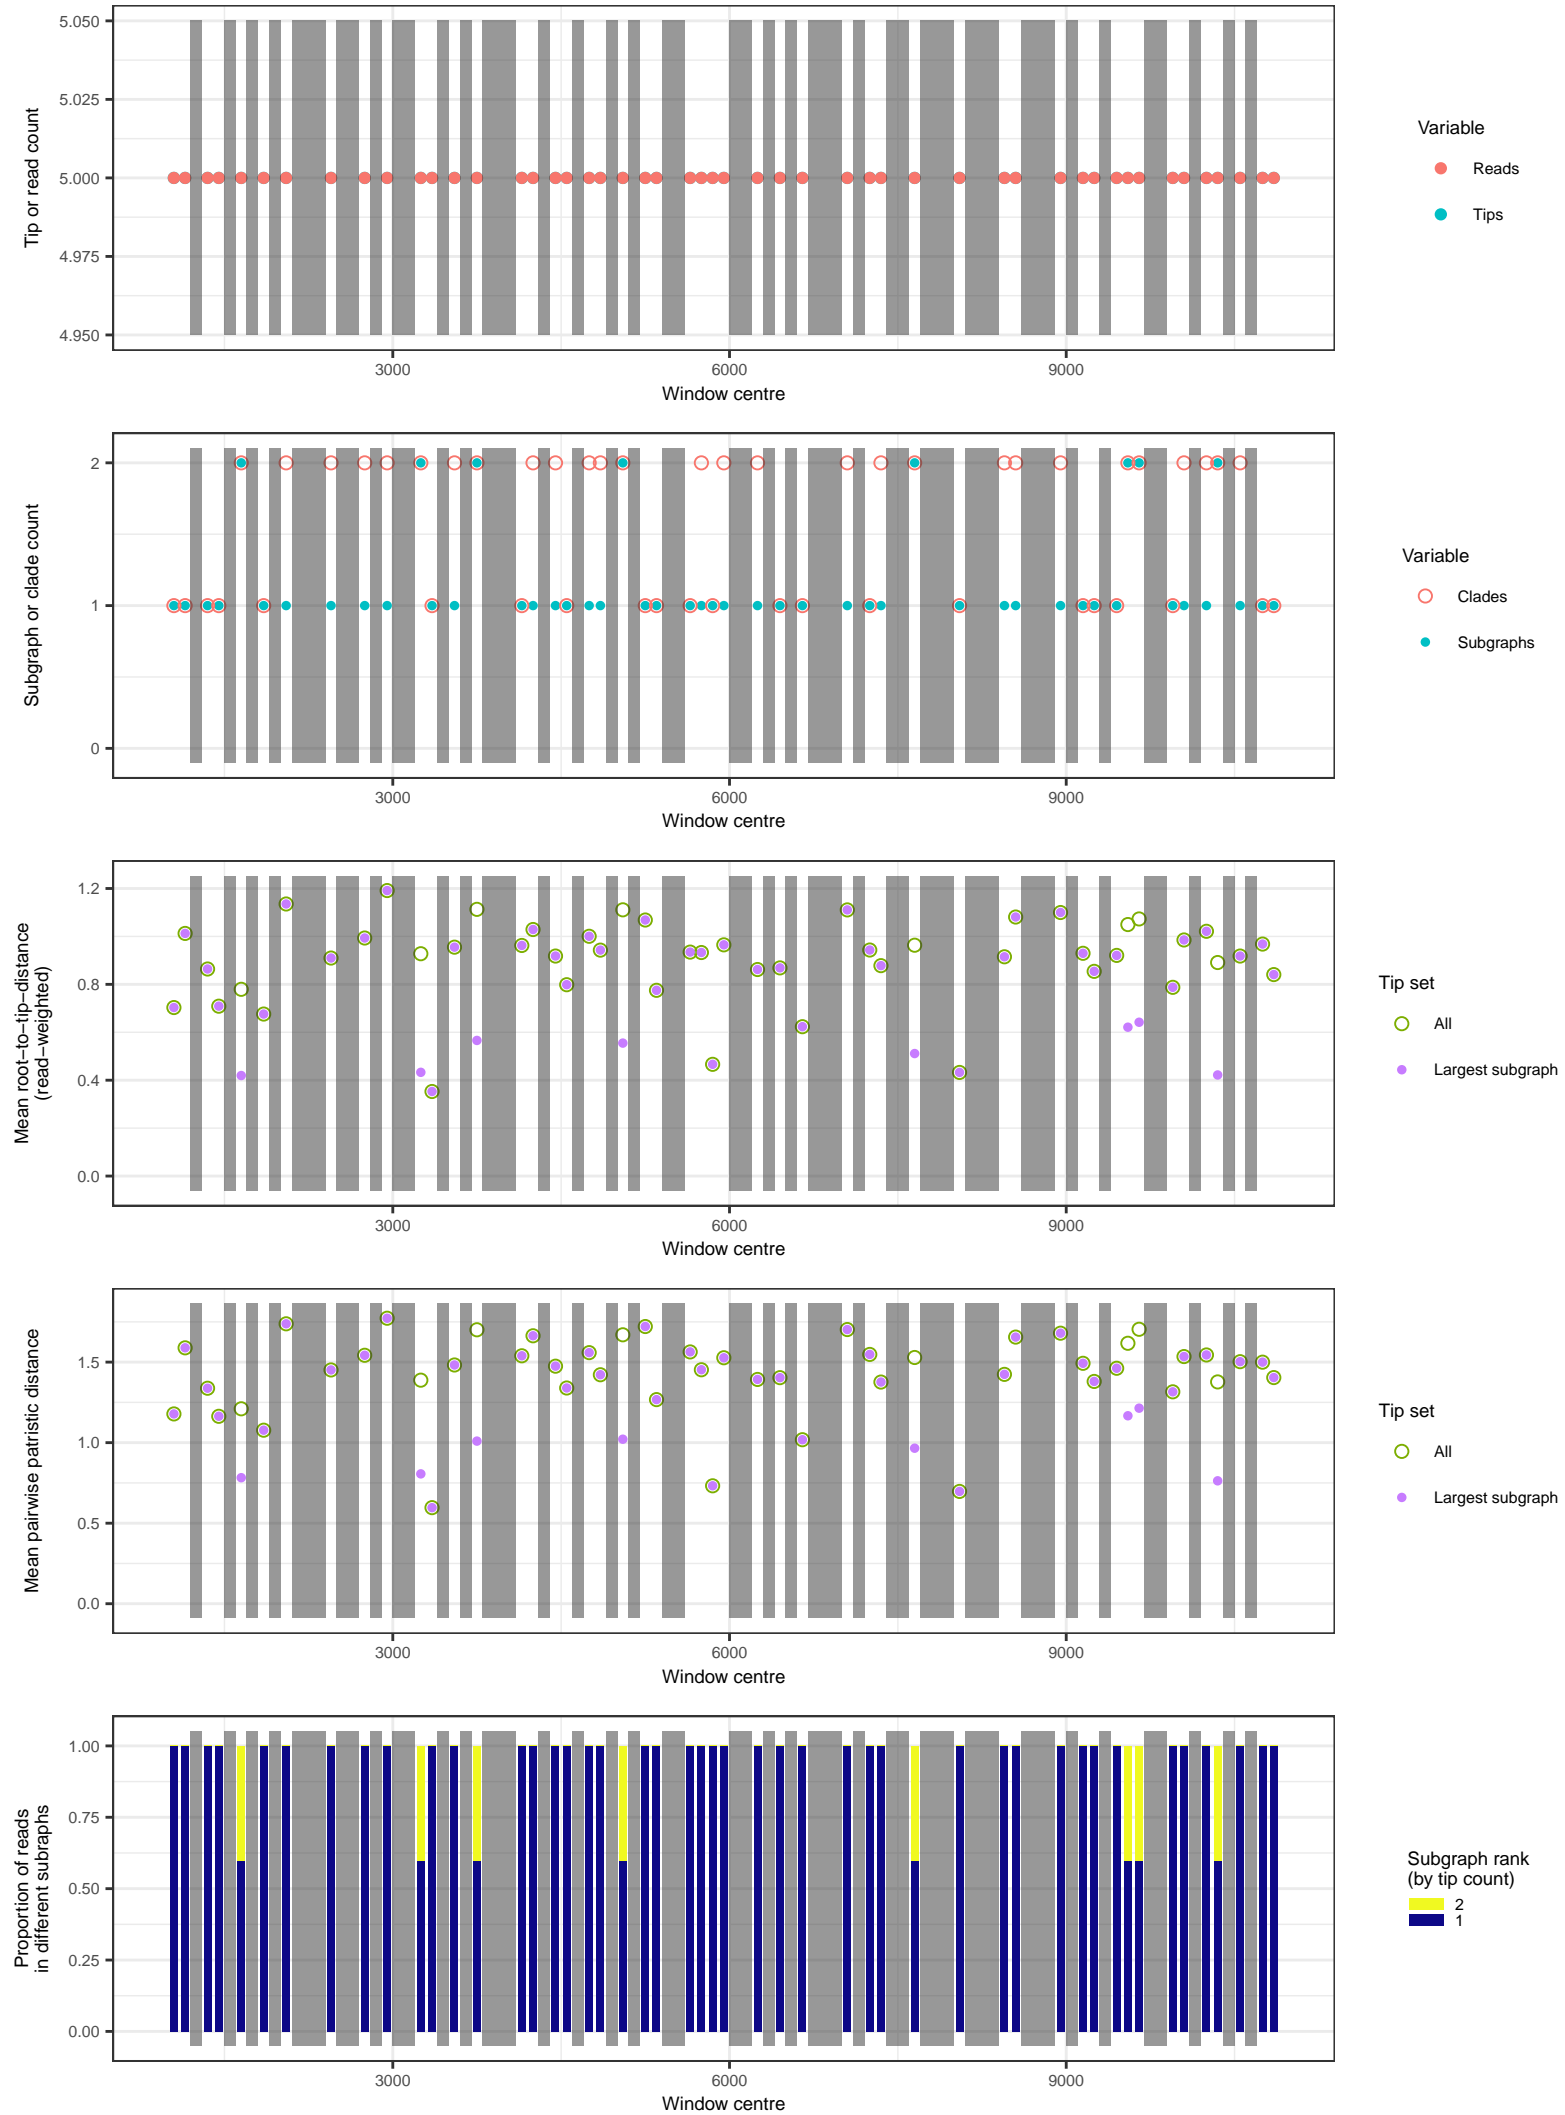 5.050
5.025
5.000
4.975
4.950
Tip or read count
3000
6000
9000
Window centre
Variable
Reads
Tips
2
1
0
Subgraph or clade count
3000
6000
9000
Window centre
Variable
Clades
Subgraphs
1.2
0.8
0.4
0.0
Mean root−to−tip−distance
(read−weighted)
3000
6000
9000
Window centre
Tip set
All
Largest subgraph
1.5
1.0
0.5
0.0
Mean pairwise patristic distance
3000
6000
9000
Window centre
Tip set
All
Largest subgraph
1.00
0.75
0.50
0.25
0.00
Proportion of reads
in different subraphs
3000
6000
9000
Window centre
Subgraph rank
(by tip count)
2
1